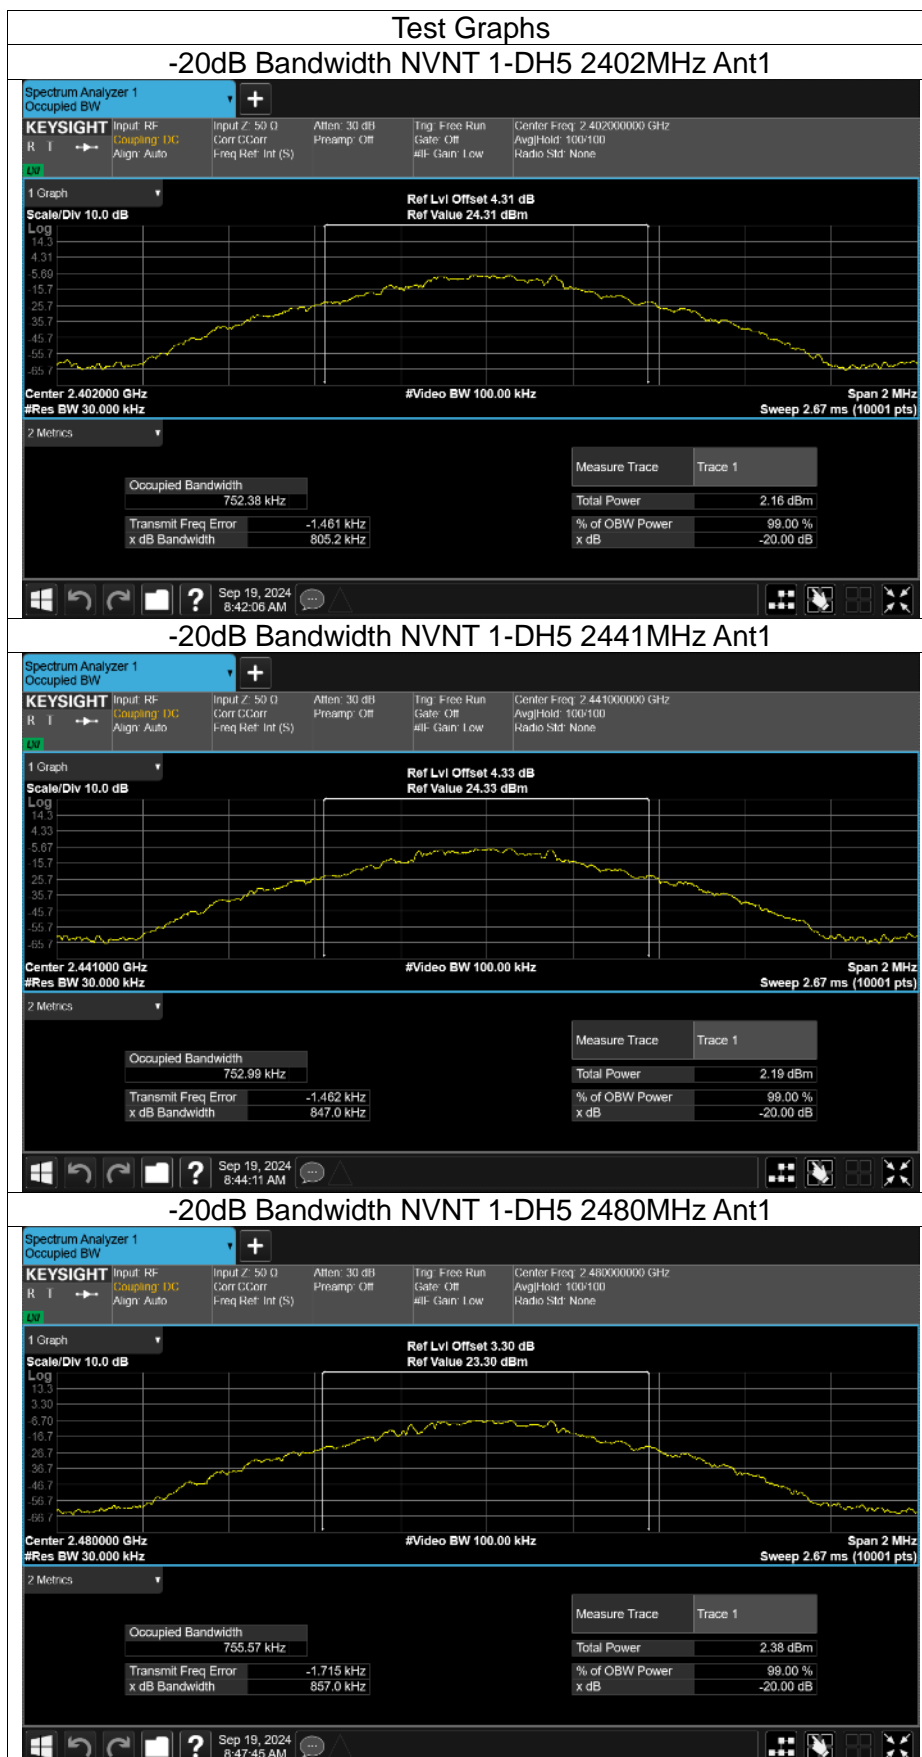 Test Graphs
-20dB Bandwidth NVNT 1-DH5 2402MHz Ant1
Spectrum Analyzer 1
Occupied BW
+
KEYSIGHT Input: RF Input Z: 50 Ω Atten: 30 dB Trig: Free Run Center Freq: 2.402000000 GHz
R T Coupling: DC Corr CCorr Preamp: Off Gate: Off Avg|Hold: 100/100
Align: Auto Freq Ref: Int (S) #IF Gain: Low Radio Std: None
LXI
1 Graph
Ref Lvl Offset 4.31 dB
Scale/Div 10.0 dB Ref Value 24.31 dBm
Log
14.3
4.31
-5.69
-15.7
-25.7
-35.7
-45.7
-55.7
-65.7
Center 2.402000 GHz #Video BW 100.00 kHz Span 2 MHz
#Res BW 30.000 kHz Sweep 2.67 ms (10001 pts)
2 Metrics
Measure Trace Trace 1
Occupied Bandwidth
752.38 kHz Total Power 2.16 dBm
Transmit Freq Error -1.461 kHz % of OBW Power 99.00 %
x dB Bandwidth 805.2 kHz x dB -20.00 dB
? Sep 19, 2024
8:42:06 AM
-20dB Bandwidth NVNT 1-DH5 2441MHz Ant1
Spectrum Analyzer 1
Occupied BW
+
KEYSIGHT Input: RF Input Z: 50 Ω Atten: 30 dB Trig: Free Run Center Freq: 2.441000000 GHz
R T Coupling: DC Corr CCorr Preamp: Off Gate: Off Avg|Hold: 100/100
Align: Auto Freq Ref: Int (S) #IF Gain: Low Radio Std: None
LXI
1 Graph
Ref Lvl Offset 4.33 dB
Scale/Div 10.0 dB Ref Value 24.33 dBm
Log
14.3
4.33
-5.67
-15.7
-25.7
-35.7
-45.7
-55.7
-65.7
Center 2.441000 GHz #Video BW 100.00 kHz Span 2 MHz
#Res BW 30.000 kHz Sweep 2.67 ms (10001 pts)
2 Metrics
Measure Trace Trace 1
Occupied Bandwidth
752.99 kHz Total Power 2.19 dBm
Transmit Freq Error -1.462 kHz % of OBW Power 99.00 %
x dB Bandwidth 847.0 kHz x dB -20.00 dB
? Sep 19, 2024
8:44:11 AM
-20dB Bandwidth NVNT 1-DH5 2480MHz Ant1
Spectrum Analyzer 1
Occupied BW
+
KEYSIGHT Input: RF Input Z: 50 Ω Atten: 30 dB Trig: Free Run Center Freq: 2.480000000 GHz
R T Coupling: DC Corr CCorr Preamp: Off Gate: Off Avg|Hold: 100/100
Align: Auto Freq Ref: Int (S) #IF Gain: Low Radio Std: None
LXI
1 Graph
Ref Lvl Offset 3.30 dB
Scale/Div 10.0 dB Ref Value 23.30 dBm
Log
13.3
3.30
-6.70
-16.7
-26.7
-36.7
-46.7
-56.7
-66.7
Center 2.480000 GHz #Video BW 100.00 kHz Span 2 MHz
#Res BW 30.000 kHz Sweep 2.67 ms (10001 pts)
2 Metrics
Measure Trace Trace 1
Occupied Bandwidth
755.57 kHz Total Power 2.38 dBm
Transmit Freq Error -1.715 kHz % of OBW Power 99.00 %
x dB Bandwidth 857.0 kHz x dB -20.00 dB
? Sep 19, 2024
8:47:45 AM